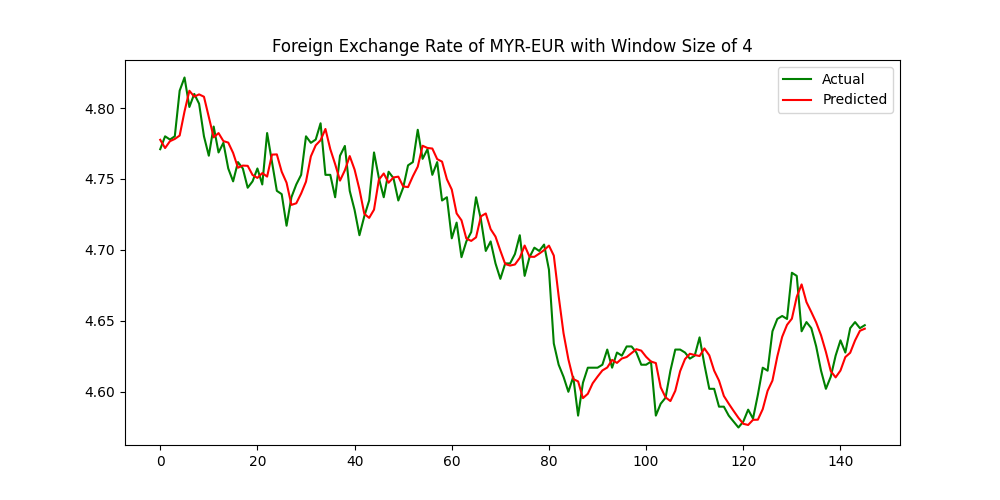 Foreign Exchange Rate of MYR-EUR with Window Size of 4
Actual
Predicted
4.80
4.75
4.70
4.65
4.60
0 20 40 60 80 100 120 140